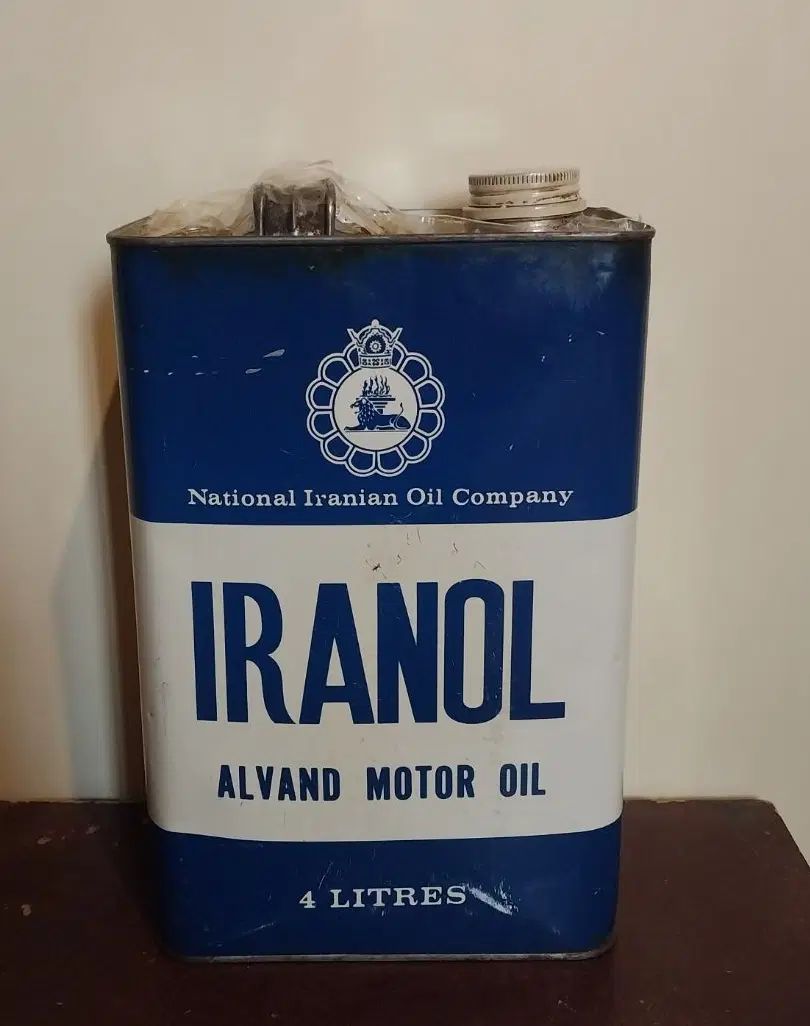 National Iranian Oil Company
IRANOL
ALVAND MOTOR OIL
4 LITRES